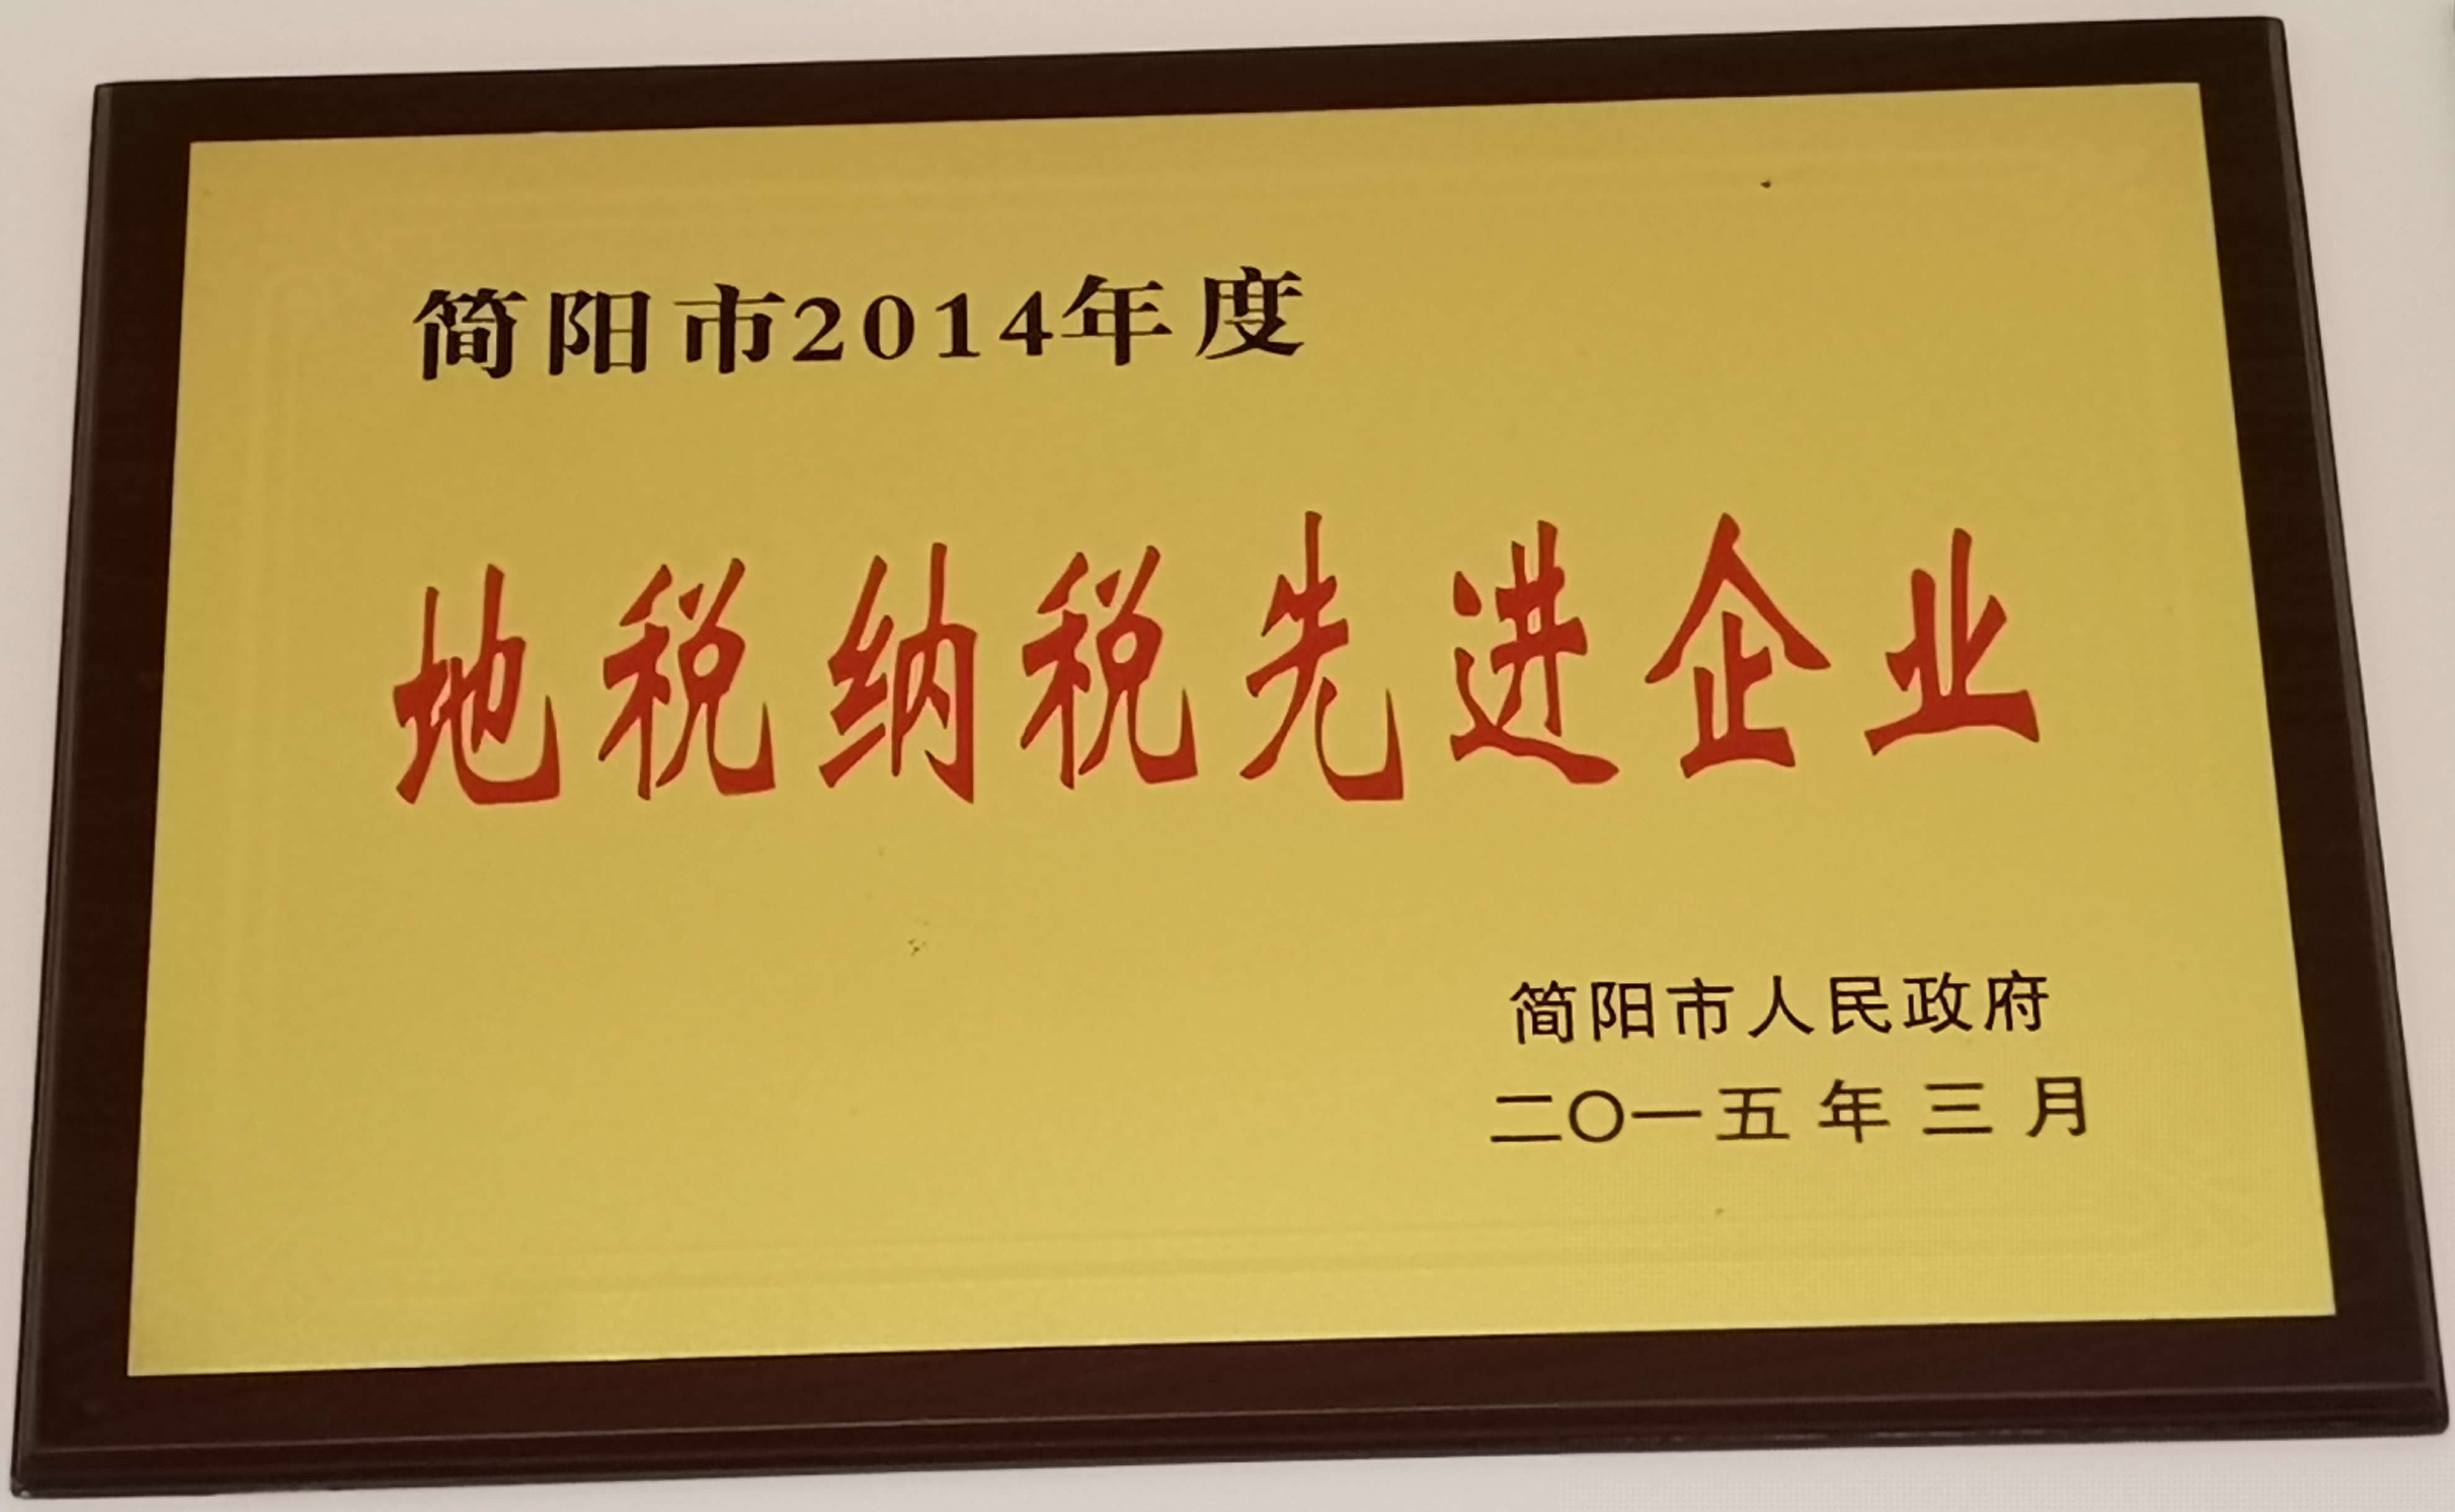 简阳市2014年度
地税纳税先进企业
简阳市人民政府
二〇一五年三月